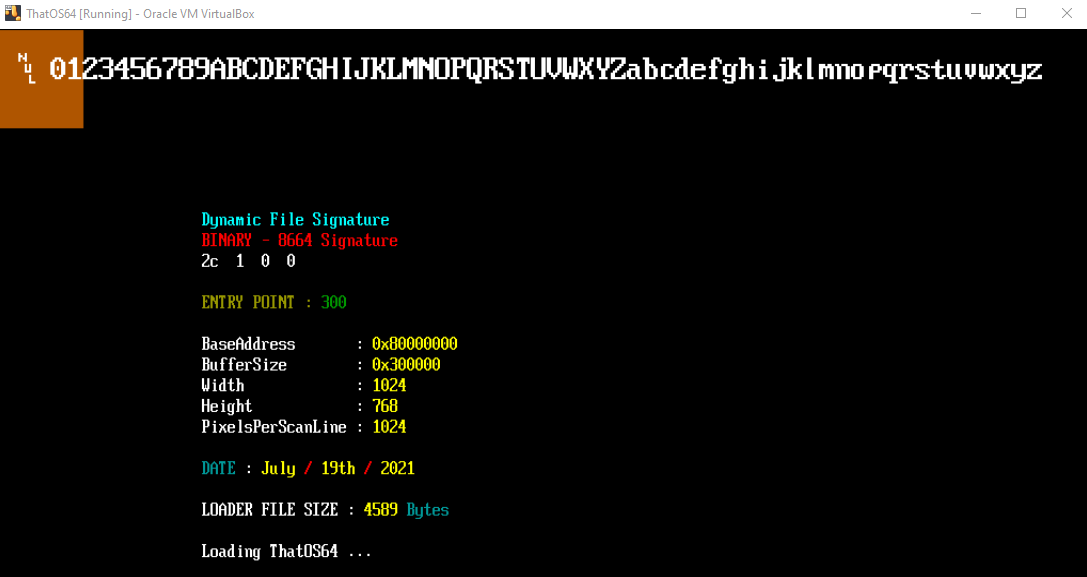 ThatOS64 [Running] - Oracle VM VirtualBox
NUL 0123456789ABCDEFGHIJKLMNOPQRSTUVWXYZabcdefghijklmnopqrstuvwxyz
Dynamic File Signature
BINARY - 8664 Signature
2c 1 0 0
ENTRY POINT : 300
BaseAddress : 0x80000000
BufferSize : 0x300000
Width : 1024
Height : 768
PixelsPerScanLine : 1024
DATE : July / 19th / 2021
LOADER FILE SIZE : 4589 Bytes
Loading ThatOS64 ...